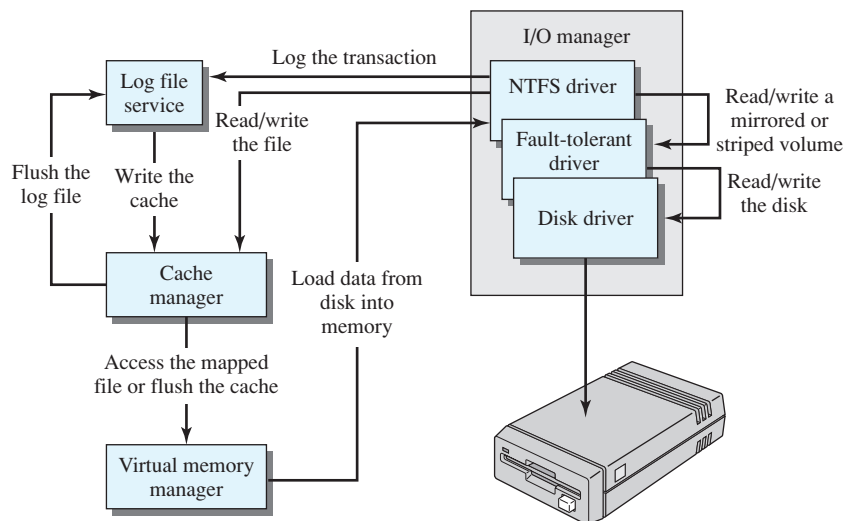 I/O manager
Log the transaction
Log file
service
NTFS driver
Read/write
the file
Read/write a
mirrored or
striped volume
Fault-tolerant
driver
Flush the
log file
Write the
cache
Read/write
the disk
Disk driver
Cache
manager
Load data from
disk into
memory
Access the mapped
file or flush the cache
Virtual memory
manager